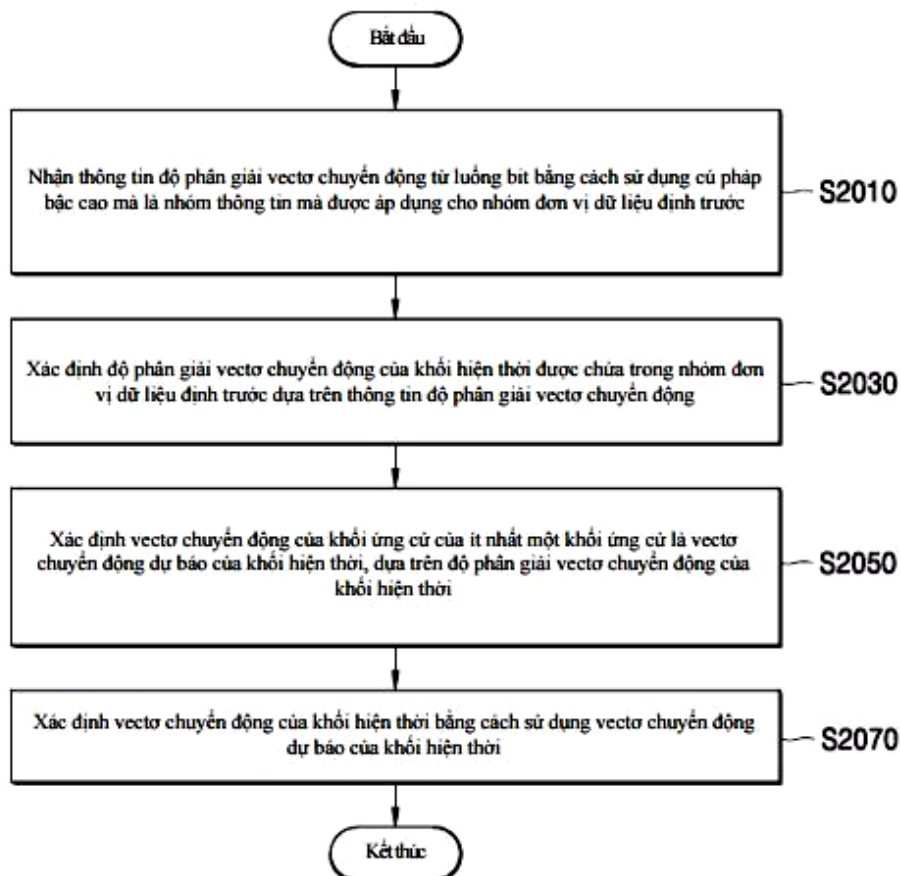 Bắt đầu
Nhận thông tin độ phân giải vectơ chuyển động từ luồng bit bằng cách sử dụng cú pháp
bậc cao mà là nhóm thông tin mà được áp dụng cho nhóm đơn vị dữ liệu định trước
S2010
Xác định độ phân giải vectơ chuyển động của khối hiện thời được chứa trong nhóm đơn
vị dữ liệu định trước dựa trên thông tin độ phân giải vectơ chuyển động
S2030
Xác định vectơ chuyển động của khối ứng cử của ít nhất một khối ứng cử là vectơ
chuyển động dự báo của khối hiện thời, dựa trên độ phân giải vectơ chuyển động của
khối hiện thời
S2050
Xác định vectơ chuyển động của khối hiện thời bằng cách sử dụng vectơ chuyển động
dự báo của khối hiện thời
S2070
Kết thúc